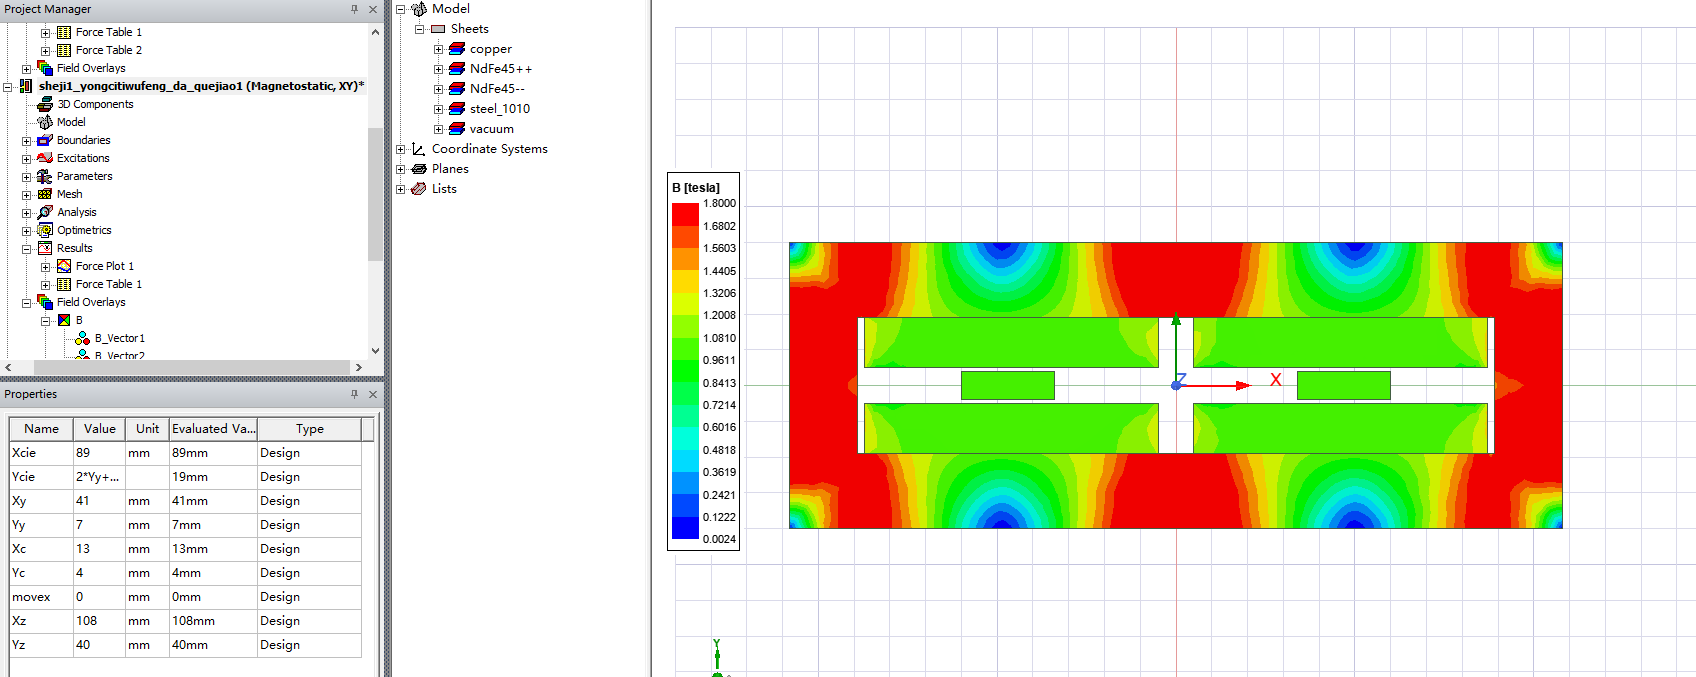 Project Manager
Force Table 1
Force Table 2
Field Overlays
sheji1_yongcitiwufeng_da_quejiao1 (Magnetostatic, XY)*
3D Components
Model
Boundaries
Excitations
Parameters
Mesh
Analysis
Optimetrics
Results
Force Plot 1
Force Table 1
Field Overlays
B
B_Vector1
B_Vector2
Properties
Name Value Unit Evaluated Va... Type
Xcie 89 mm 89mm Design
Ycie 2*Yy+... 19mm Design
Xy 41 mm 41mm Design
Yy 7 mm 7mm Design
Xc 13 mm 13mm Design
Yc 4 mm 4mm Design
movex 0 mm 0mm Design
Xz 108 mm 108mm Design
Yz 40 mm 40mm Design
Model
Sheets
copper
NdFe45++
NdFe45--
steel_1010
vacuum
Coordinate Systems
Planes
Lists
B [tesla]
1.8000
1.6802
1.5603
1.4405
1.3206
1.2008
1.0810
0.9611
0.8413
0.7214
0.6016
0.4818
0.3619
0.2421
0.1222
0.0024
Z
X
Y